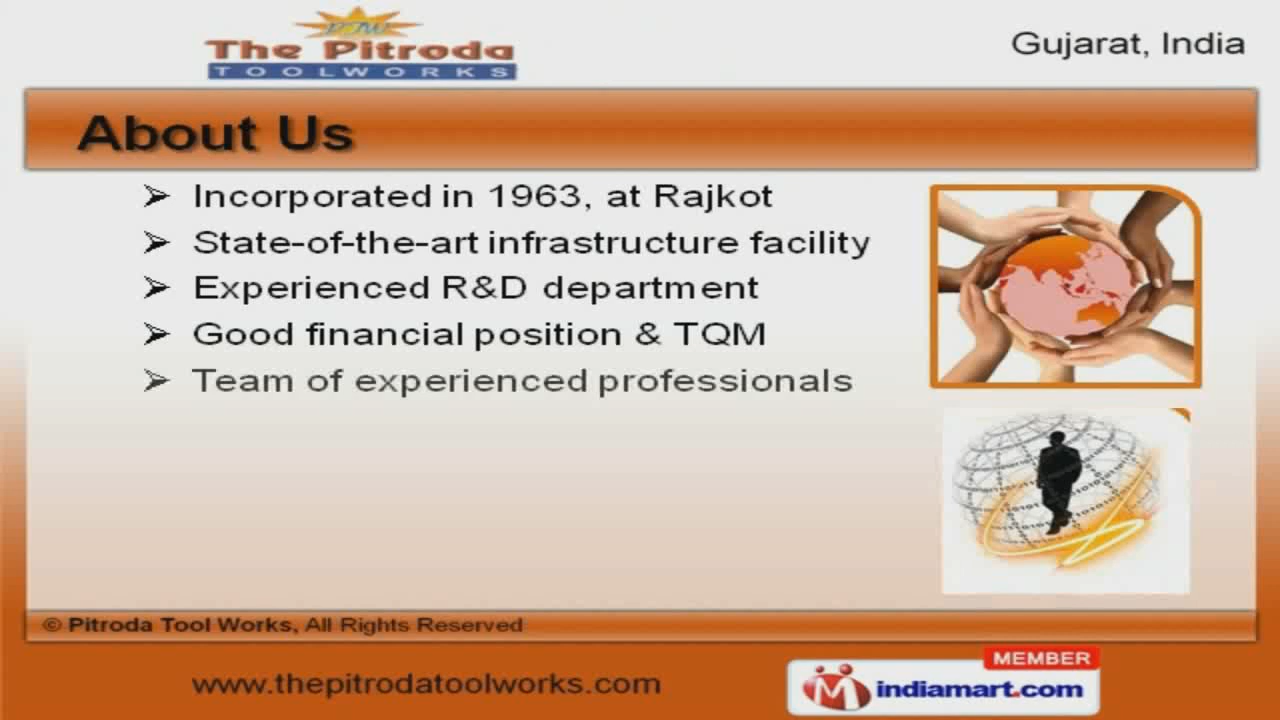 PTW
The Pitroda
TOOLWORKS
Gujarat, India
About Us
Incorporated in 1963, at Rajkot
State-of-the-art infrastructure facility
Experienced R&D department
Good financial position & TQM
Team of experienced professionals
© Pitroda Tool Works, All Rights Reserved
www.thepitrodatoolworks.com
MEMBER
indiamart.com